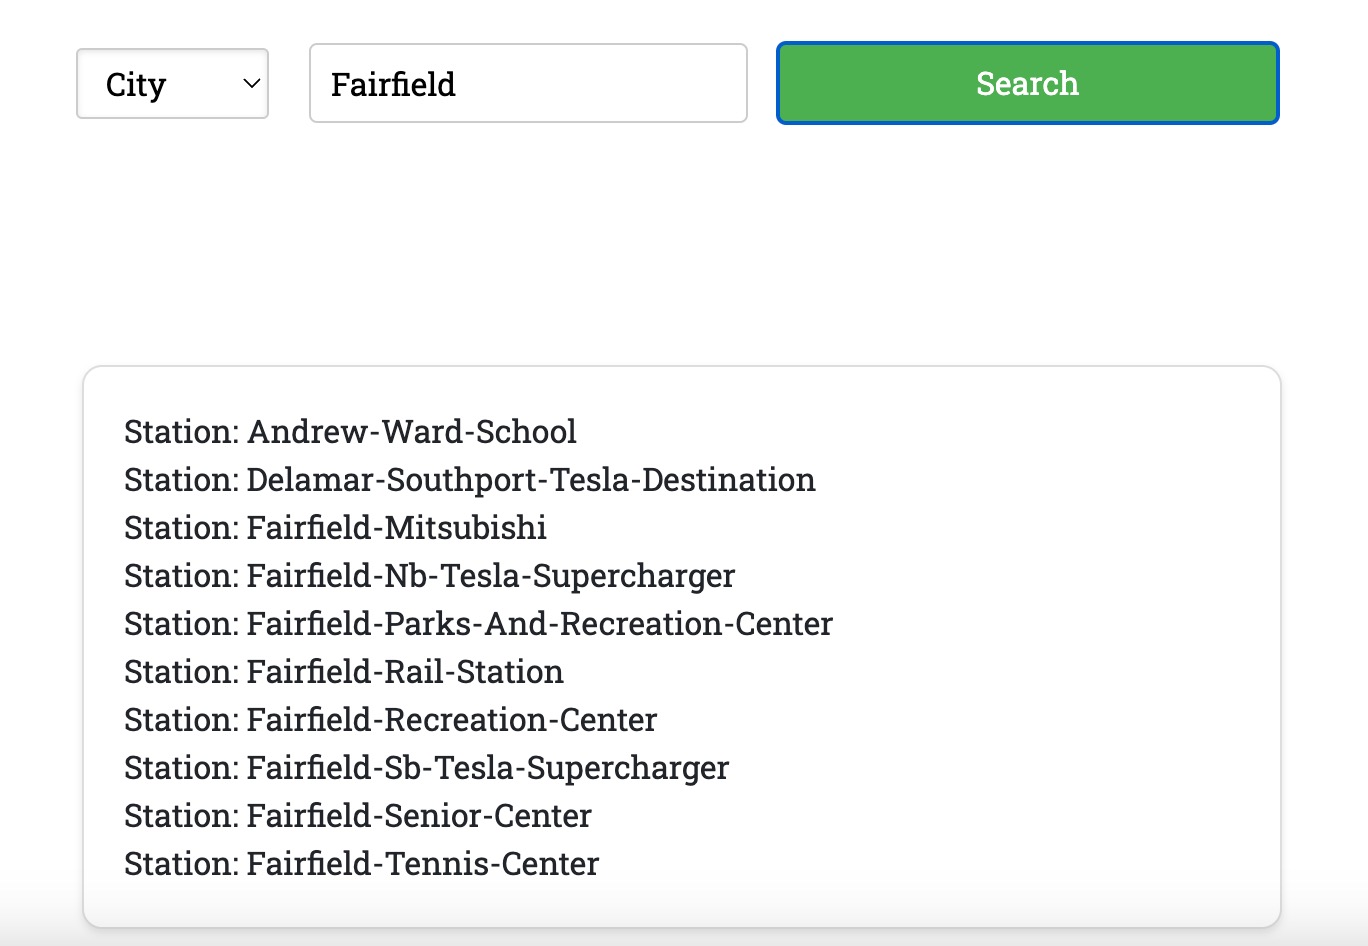 City
Fairfield
Search
Station: Andrew-Ward-School
Station: Delamar-Southport-Tesla-Destination
Station: Fairfield-Mitsubishi
Station: Fairfield-Nb-Tesla-Supercharger
Station: Fairfield-Parks-And-Recreation-Center
Station: Fairfield-Rail-Station
Station: Fairfield-Recreation-Center
Station: Fairfield-Sb-Tesla-Supercharger
Station: Fairfield-Senior-Center
Station: Fairfield-Tennis-Center